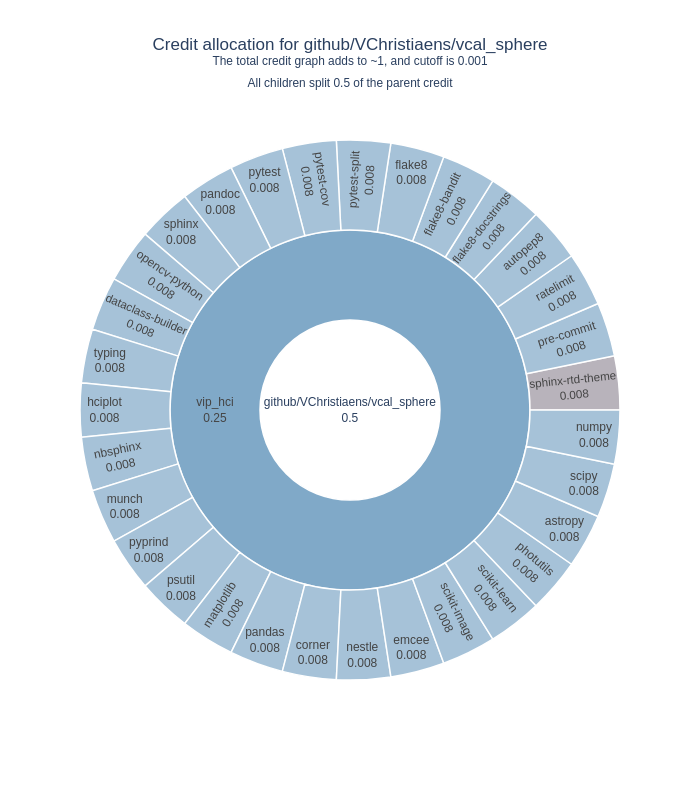 Credit allocation for github/VChristiaens/vcal_sphere
The total credit graph adds to ~1, and cutoff is 0.001
All children split 0.5 of the parent credit
github/VChristiaens/vcal_sphere
0.5
vip_hci
0.25
numpy
0.008
scipy
0.008
astropy
0.008
photutils
0.008
scikit-learn
0.008
scikit-image
0.008
emcee
0.008
nestle
0.008
corner
0.008
pandas
0.008
matplotlib
0.008
psutil
0.008
pyprind
0.008
munch
0.008
nbsphinx
0.008
hciplot
0.008
typing
0.008
dataclass-builder
0.008
opencv-python
0.008
sphinx
0.008
pandoc
0.008
pytest
0.008
pytest-cov
0.008
pytest-split
0.008
flake8
0.008
flake8-bandit
0.008
flake8-docstrings
0.008
autopep8
0.008
ratelimit
0.008
pre-commit
0.008
sphinx-rtd-theme
0.008